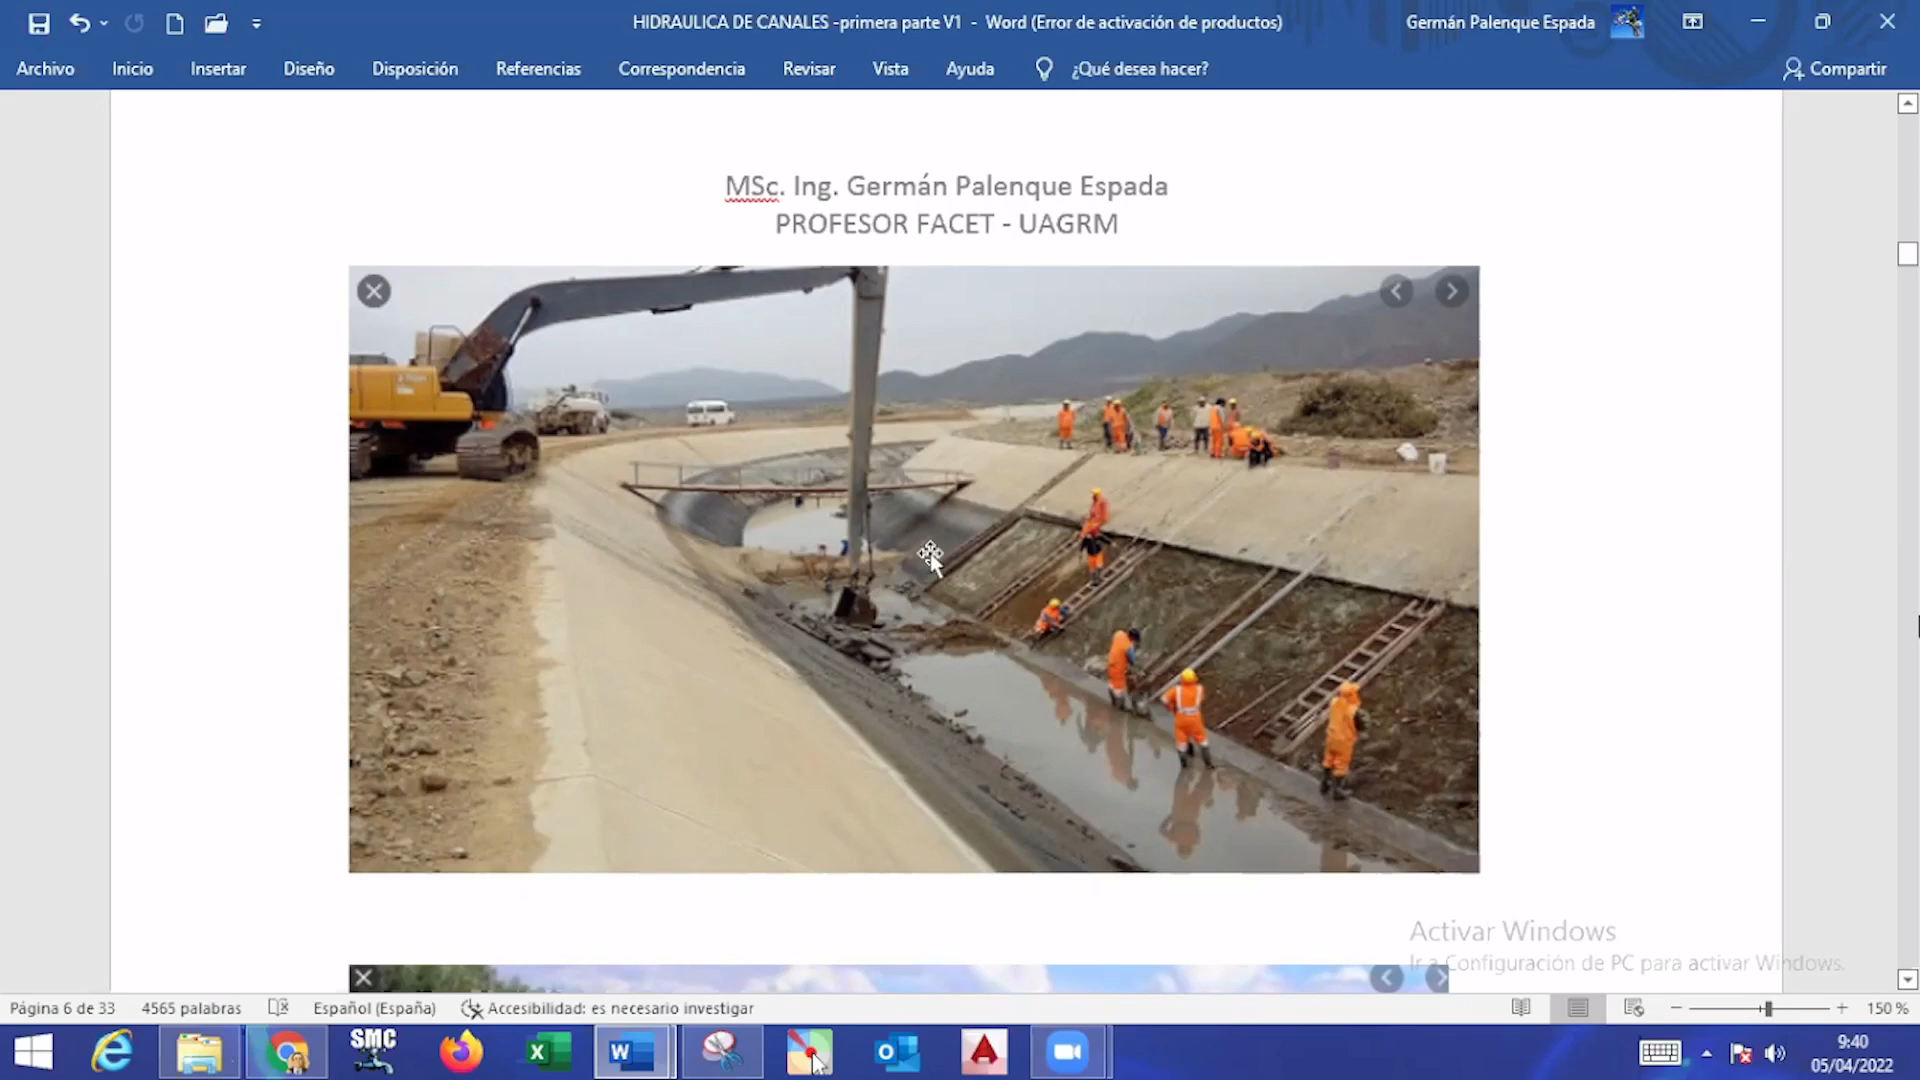 HIDRAULICA DE CANALES -primera parte V1 - Word (Error de activación de productos)
Germán Palenque Espada
Archivo
Inicio
Insertar
Diseño
Disposición
Referencias
Correspondencia
Revisar
Vista
Ayuda
¿Qué desea hacer?
Compartir
MSc. Ing. Germán Palenque Espada
PROFESOR FACET - UAGRM
Activar Windows
Ir a Configuración de PC para activar Windows.
Página 6 de 33
4565 palabras
Español (España)
Accesibilidad: es necesario investigar
150 %
SMC
9:40
05/04/2022